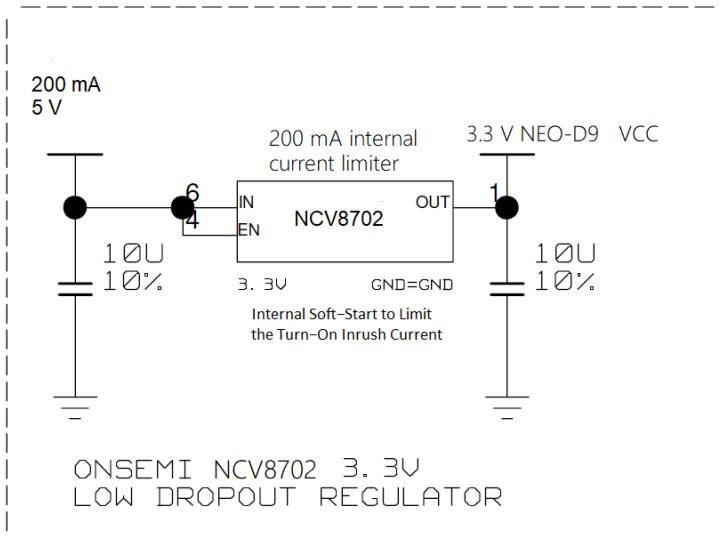 200 mA
5 V
200 mA internal
current limiter
3.3 V NEO-D9 VCC
6
4
IN
EN
NCV8702
OUT
1
10U
10%
3.3V
GND=GND
10U
10%
Internal Soft-Start to Limit
the Turn-On Inrush Current
ONSEMI NCV8702 3.3V
LOW DROPOUT REGULATOR